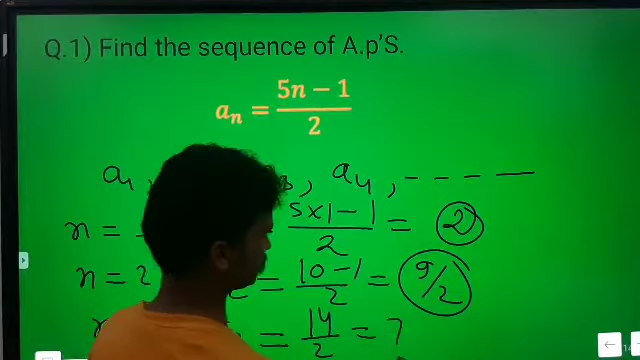 Q.1) Find the sequence of A.p'S.
aₙ = (5n − 1)/2
a₁, , a₄, - - - —
n = (5×1−1)/2 = 2
n = 2 = (10−1)/2 = 9/2
= 14/2 = 7